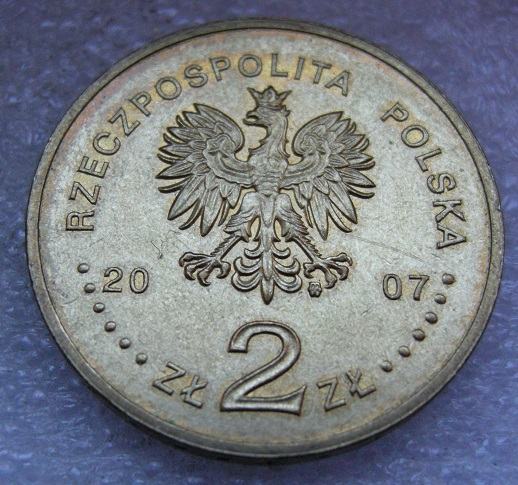 RZECZPOSPOLITA POLSKA
20 07
ZŁ 2 ZŁ